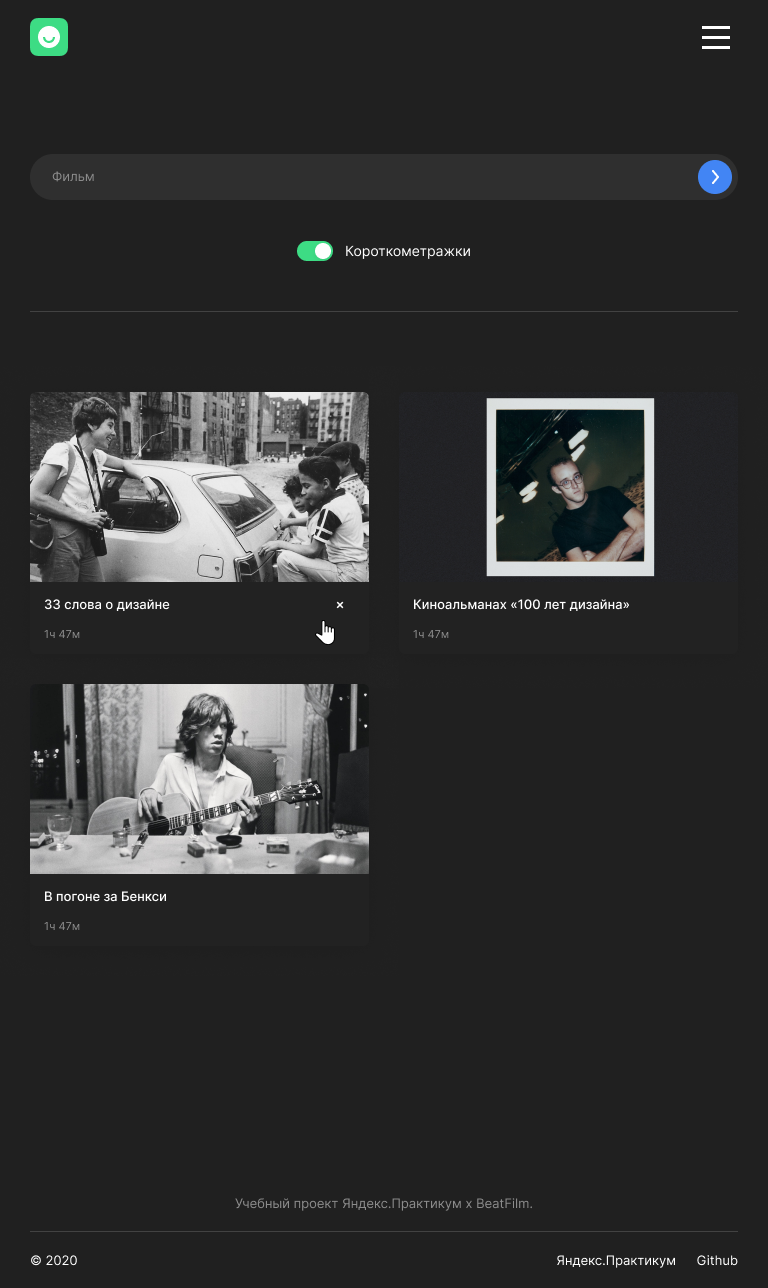 Фильм
Короткометражки
33 слова о дизайне
1ч 47м
Киноальманах «100 лет дизайна»
1ч 47м
В погоне за Бенкси
1ч 47м
Учебный проект Яндекс.Практикум х BeatFilm.
© 2020
Яндекс.Практикум
Github